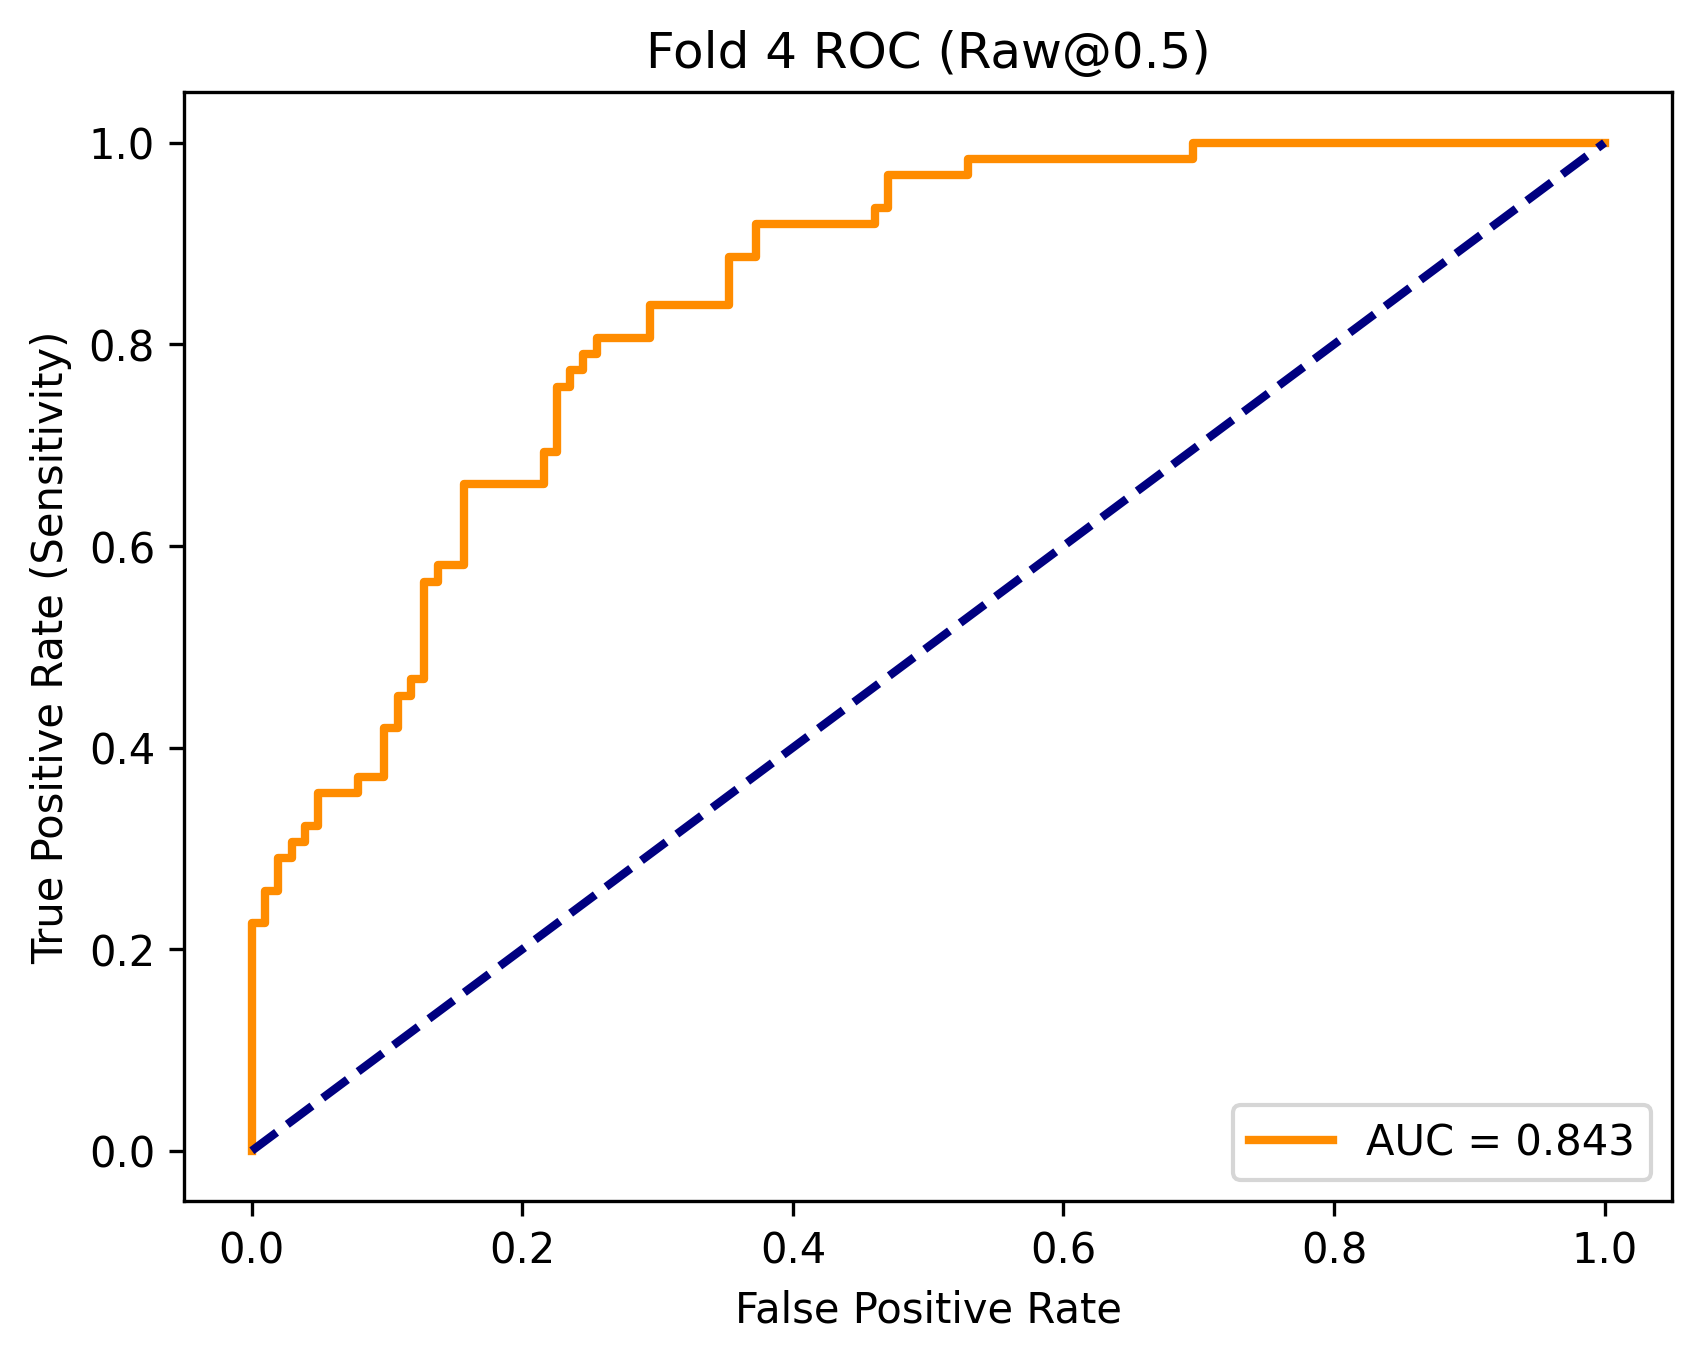 Fold 4 ROC (Raw@0.5)
True Positive Rate (Sensitivity)
1.0
0.8
0.6
0.4
0.2
0.0
AUC = 0.843
0.0 0.2 0.4 0.6 0.8 1.0
False Positive Rate